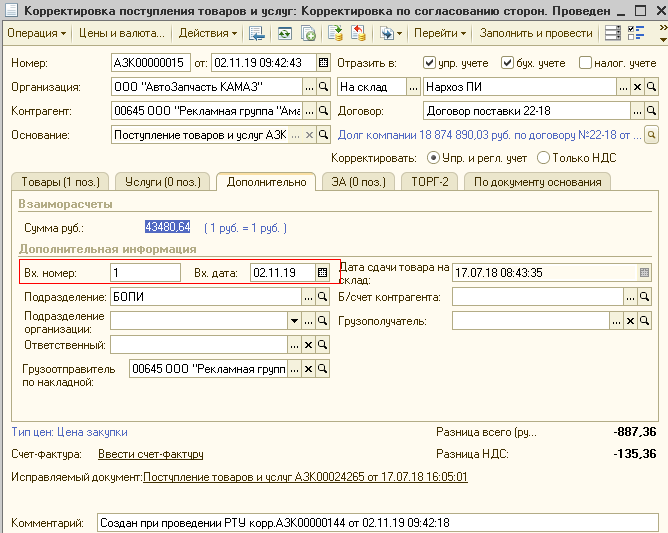 Корректировка поступления товаров и услуг: Корректировка по согласованию сторон. Проведен
Операция Цены и валюта... Действия Перейти Заполнить и провести
Номер: АЗК00000015 от: 02.11.19 09:42:43 Отразить в: упр. учете бух. учете налог. учете
Организация: ООО "АвтоЗапчасть КАМАЗ" ... На склад ... Нархоз ПИ ...
Контрагент: 00645 ООО "Рекламная группа "Ама ... Договор: Договор поставки 22-18 ...
Основание: Поступление товаров и услуг АЗК ... Долг компании 18 874 890,03 руб. по договору №22-18 от ...
Корректировать: Упр. и регл. учет Только НДС
Товары (1 поз.) Услуги (0 поз.) Дополнительно ЭА (0 поз.) ТОРГ-2 По документу основания
Взаиморасчеты
Сумма руб.: 43480,64 ( 1 руб. = 1 руб. )
Дополнительная информация
Вх. номер: 1 Вх. дата: 02.11.19 Дата сдачи товара на склад: 17.07.18 08:43:35
Подразделение: БОПИ ... Б/счет контрагента: ...
Подразделение организации: ... Грузополучатель: ...
Ответственный: ...
Грузоотправитель по накладной: 00645 ООО "Рекламная групп ...
Тип цен: Цена закупки Разница всего (ру... -887,36
Счет-фактура: Ввести счет-фактуру Разница НДС: -135,36
Исправляемый документ: Поступление товаров и услуг АЗК00024265 от 17.07.18 16:05:01
Комментарий: Создан при проведении РТУ корр.АЗК00000144 от 02.11.19 09:42:18